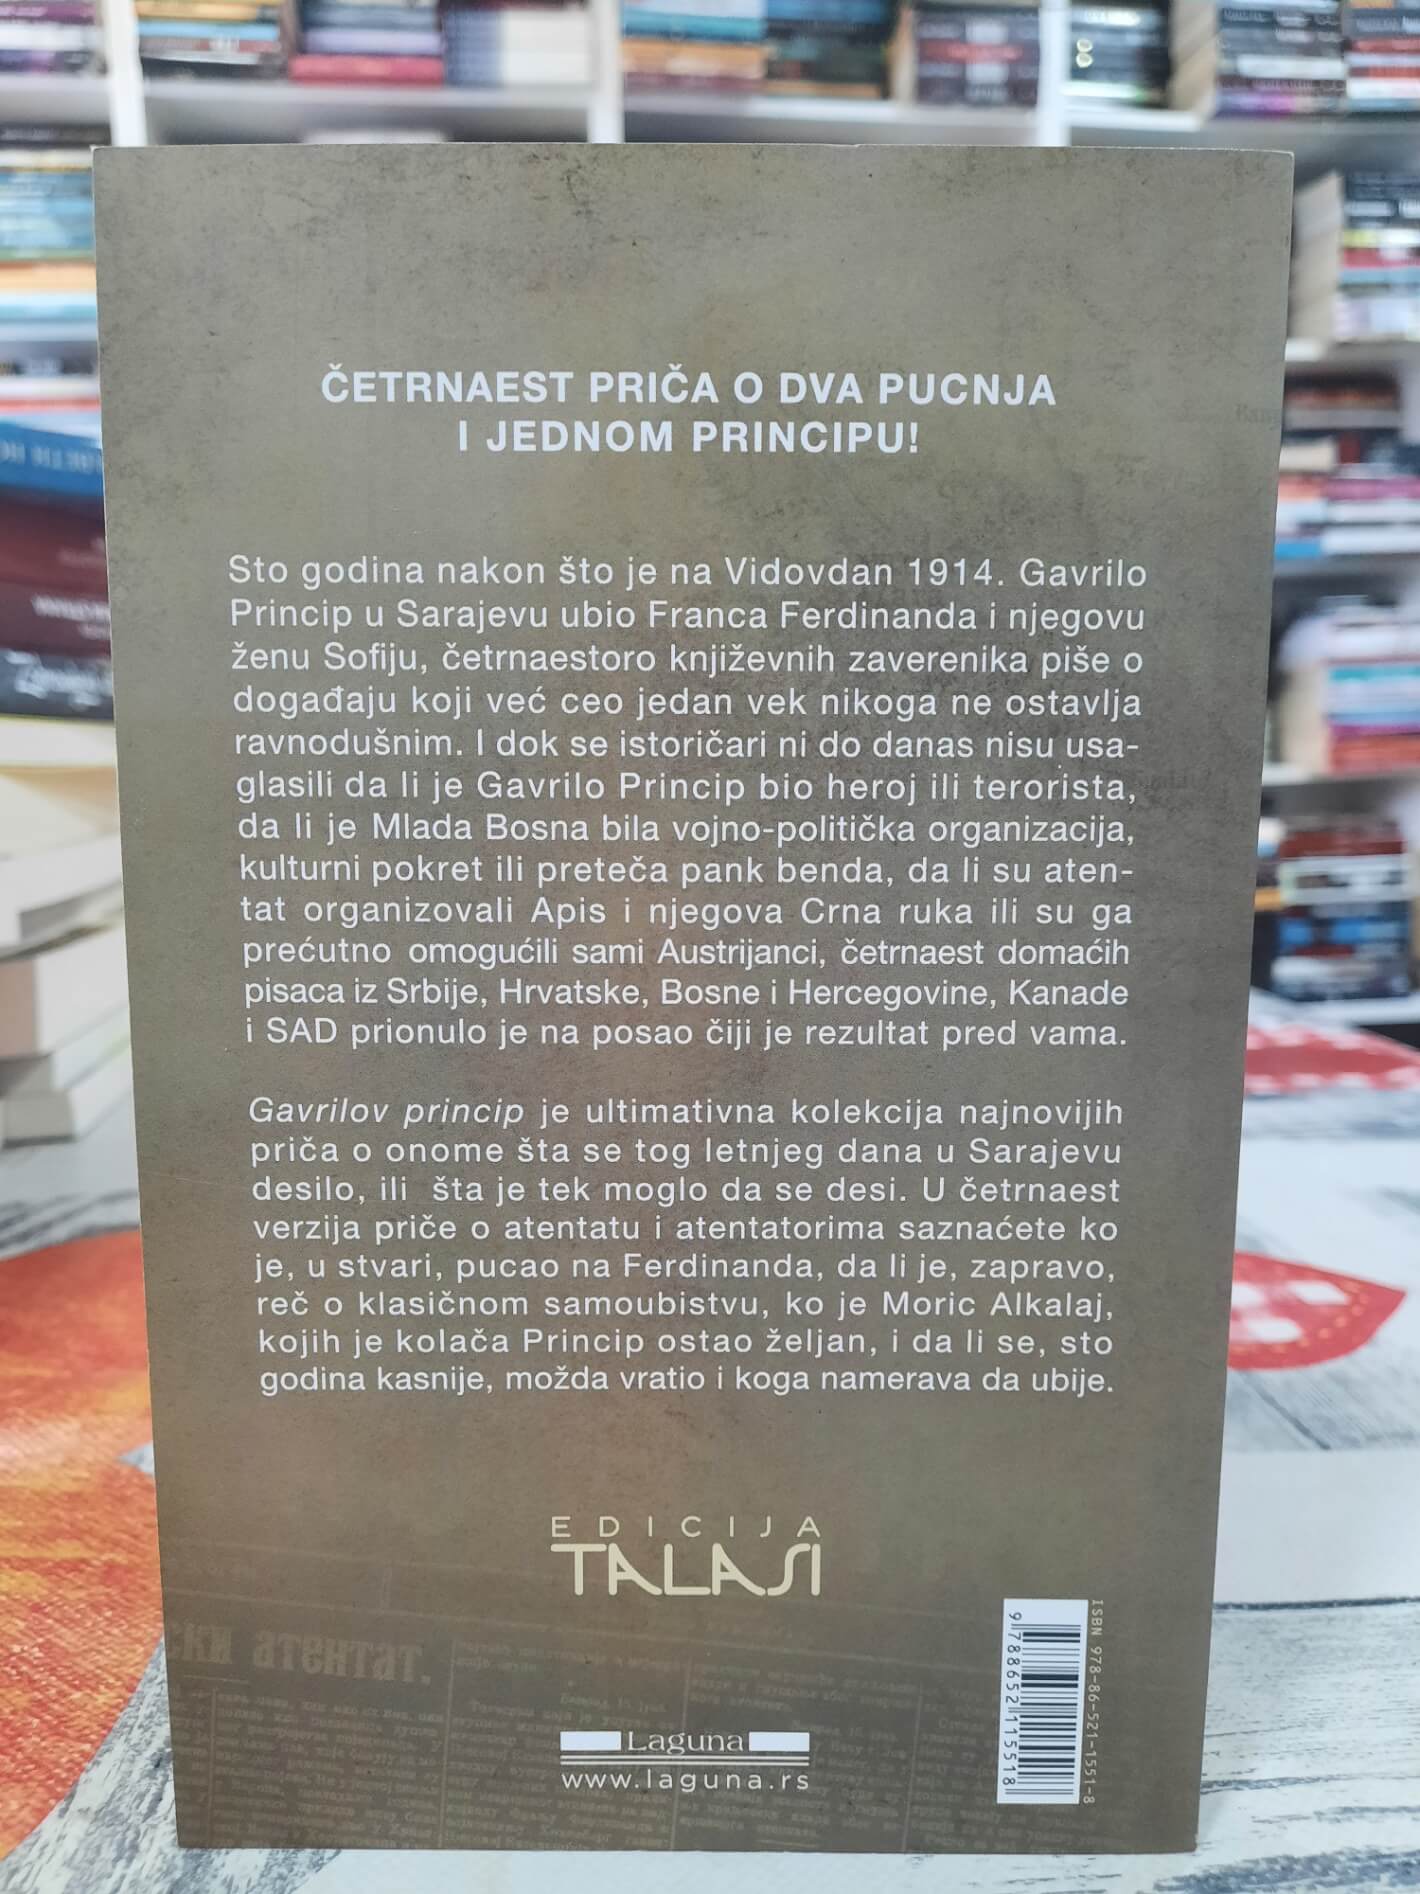 ČETRNAEST PRIČA O DVA PUCNJA
I JEDNOM PRINCIPU!
Sto godina nakon što je na Vidovdan 1914. Gavrilo
Princip u Sarajevu ubio Franca Ferdinanda i njegovu
ženu Sofiju, četrnaestoro književnih zaverenika piše o
događaju koji već ceo jedan vek nikoga ne ostavlja
ravnodušnim. I dok se istoričari ni do danas nisu usa-
glasili da li je Gavrilo Princip bio heroj ili terorista,
da li je Mlada Bosna bila vojno-politička organizacija,
kulturni pokret ili preteča pank benda, da li su aten-
tat organizovali Apis i njegova Crna ruka ili su ga
prećutno omogućili sami Austrijanci, četrnaest domaćih
pisaca iz Srbije, Hrvatske, Bosne i Hercegovine, Kanade
i SAD prionulo je na posao čiji je rezultat pred vama.
Gavrilov princip je ultimativna kolekcija najnovijih
priča o onome šta se tog letnjeg dana u Sarajevu
desilo, ili šta je tek moglo da se desi. U četrnaest
verzija priče o atentatu i atentatorima saznaćete ko
je, u stvari, pucao na Ferdinanda, da li je, zapravo,
reč o klasičnom samoubistvu, ko je Moric Alkalaj,
kojih je kolača Princip ostao željan, i da li se, sto
godina kasnije, možda vratio i koga namerava da ubije.
EDICIJA
TALASI
атентатъ.
Laguna
www.laguna.rs
ISBN 978-86-521-1551-8
9788652115518